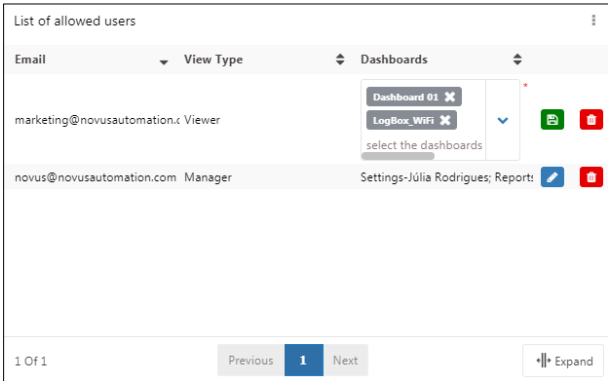 List of allowed users
Email View Type Dashboards
Dashboard 01
marketing@novusautomation.c Viewer LogBox_WiFi *
select the dashboards
novus@novusautomation.com Manager Settings-Júlia Rodrigues; Reports
1 Of 1 Previous 1 Next Expand